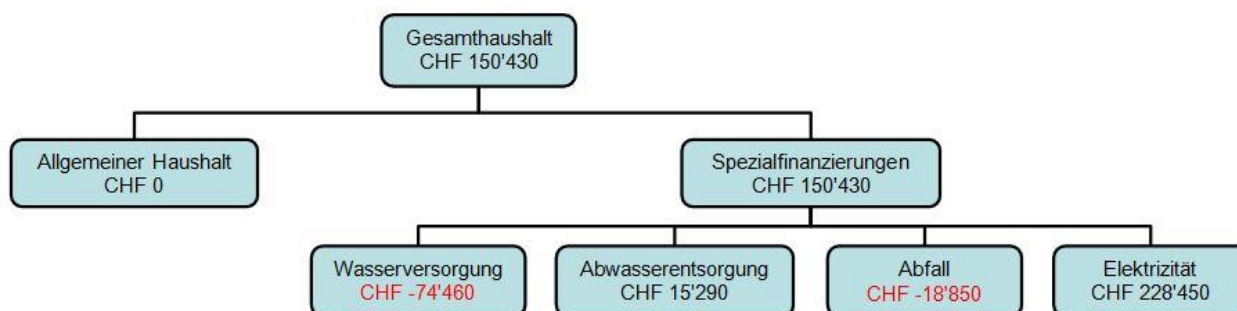 Gesamthaushalt
CHF 150'430
Allgemeiner Haushalt
CHF 0
Spezialfinanzierungen
CHF 150'430
Wasserversorgung
CHF -74'460
Abwasserentsorgung
CHF 15'290
Abfall
CHF -18'850
Elektrizität
CHF 228'450